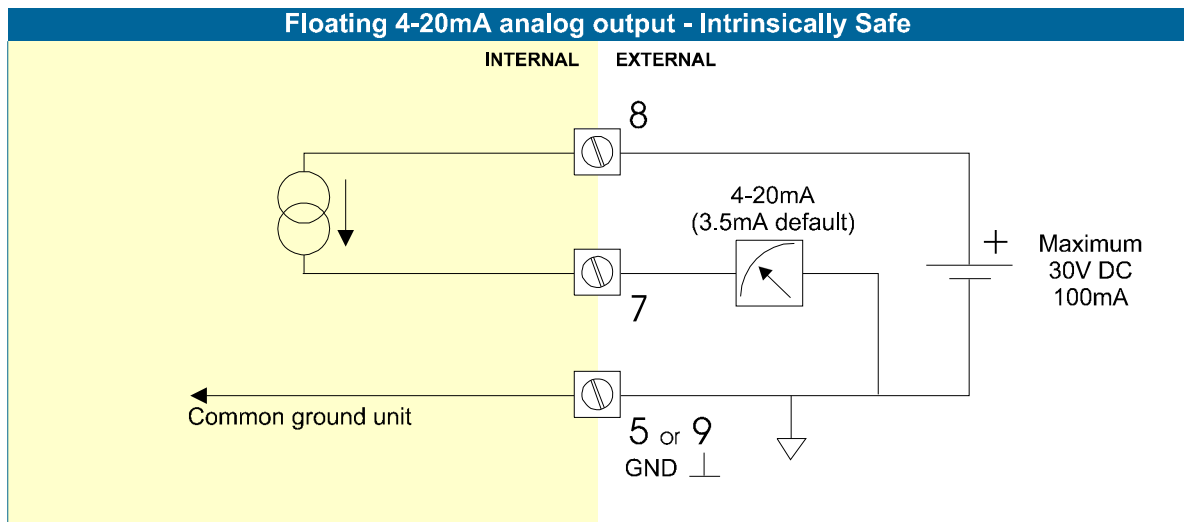 Floating 4-20mA analog output - Intrinsically Safe
INTERNAL EXTERNAL
8
4-20mA
(3.5mA default)
+
Maximum
30V DC
100mA
7
Common ground unit
5 or 9
GND